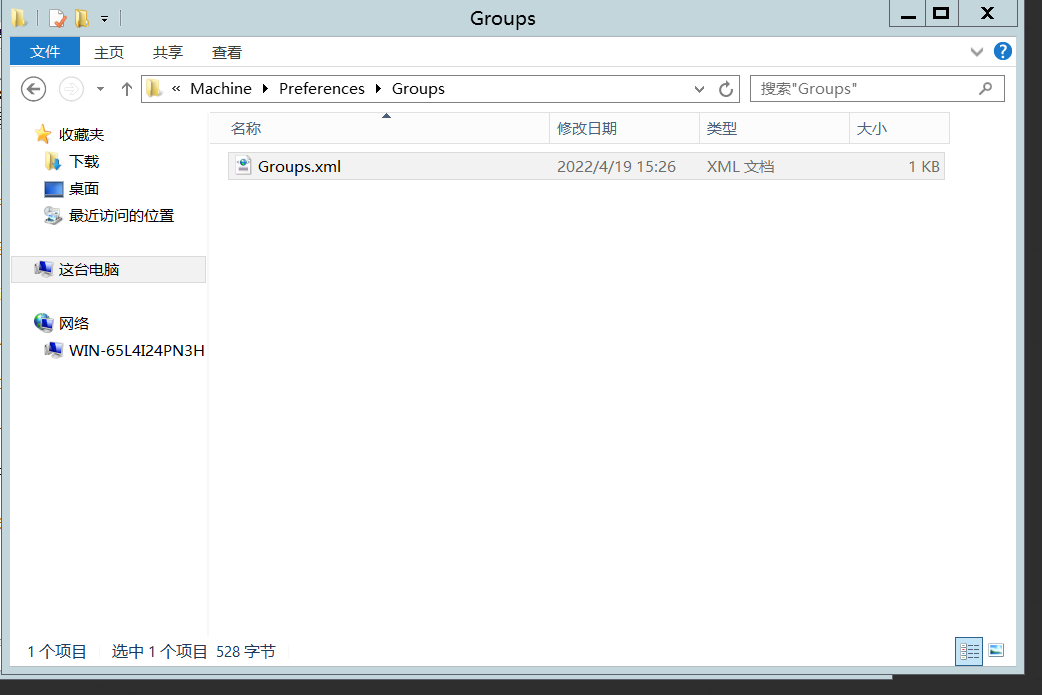 Groups
文件 主页 共享 查看
« Machine Preferences Groups 搜索"Groups"
名称 修改日期 类型 大小
Groups.xml 2022/4/19 15:26 XML 文档 1 KB
收藏夹
下载
桌面
最近访问的位置
这台电脑
网络
WIN-65L4I24PN3H
1 个项目 选中 1 个项目 528 字节